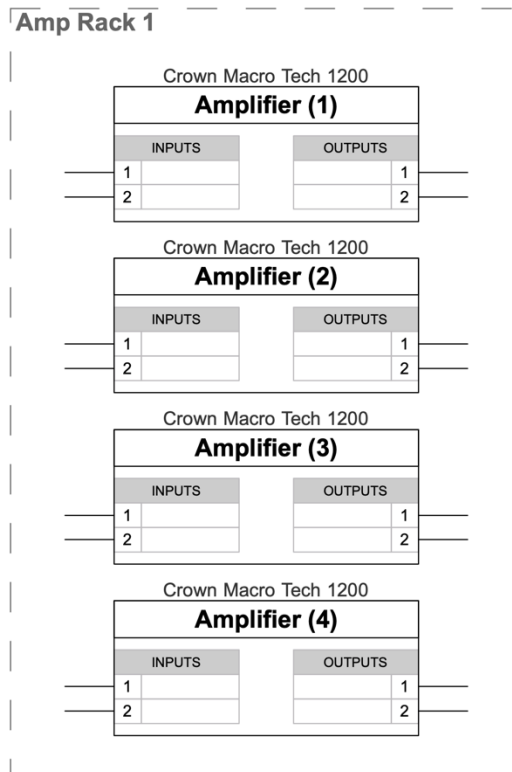 Amp Rack 1
Crown Macro Tech 1200
Amplifier (1)
INPUTS OUTPUTS
1 1
2 2
Crown Macro Tech 1200
Amplifier (2)
INPUTS OUTPUTS
1 1
2 2
Crown Macro Tech 1200
Amplifier (3)
INPUTS OUTPUTS
1 1
2 2
Crown Macro Tech 1200
Amplifier (4)
INPUTS OUTPUTS
1 1
2 2